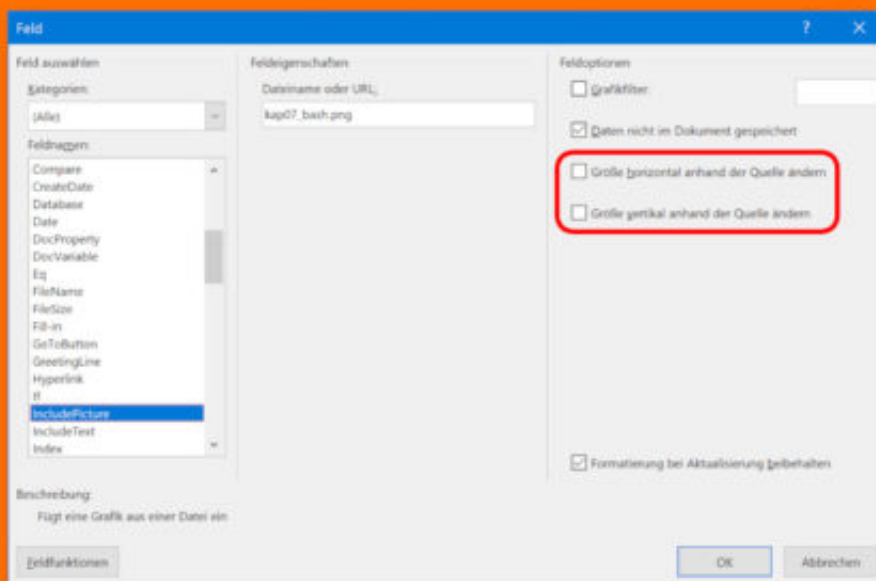 Feld
Feld auswählen
Kategorien:
(Alle)
Feldnamen:
Compare
CreateDate
Database
Date
DocProperty
DocVariable
Eq
FileName
FileSize
Fill-in
GoToButton
GreetingLine
Hyperlink
If
IncludePicture
IncludeText
Index
Feldeigenschaften
Dateiname oder URL:
kap07_bash.png
Feldoptionen
Grafikfilter:
Daten nicht im Dokument gespeichert
Größe horizontal anhand der Quelle ändern
Größe vertikal anhand der Quelle ändern
Formatierung bei Aktualisierung beibehalten
Beschreibung:
Fügt eine Grafik aus einer Datei ein
Feldfunktionen
OK
Abbrechen